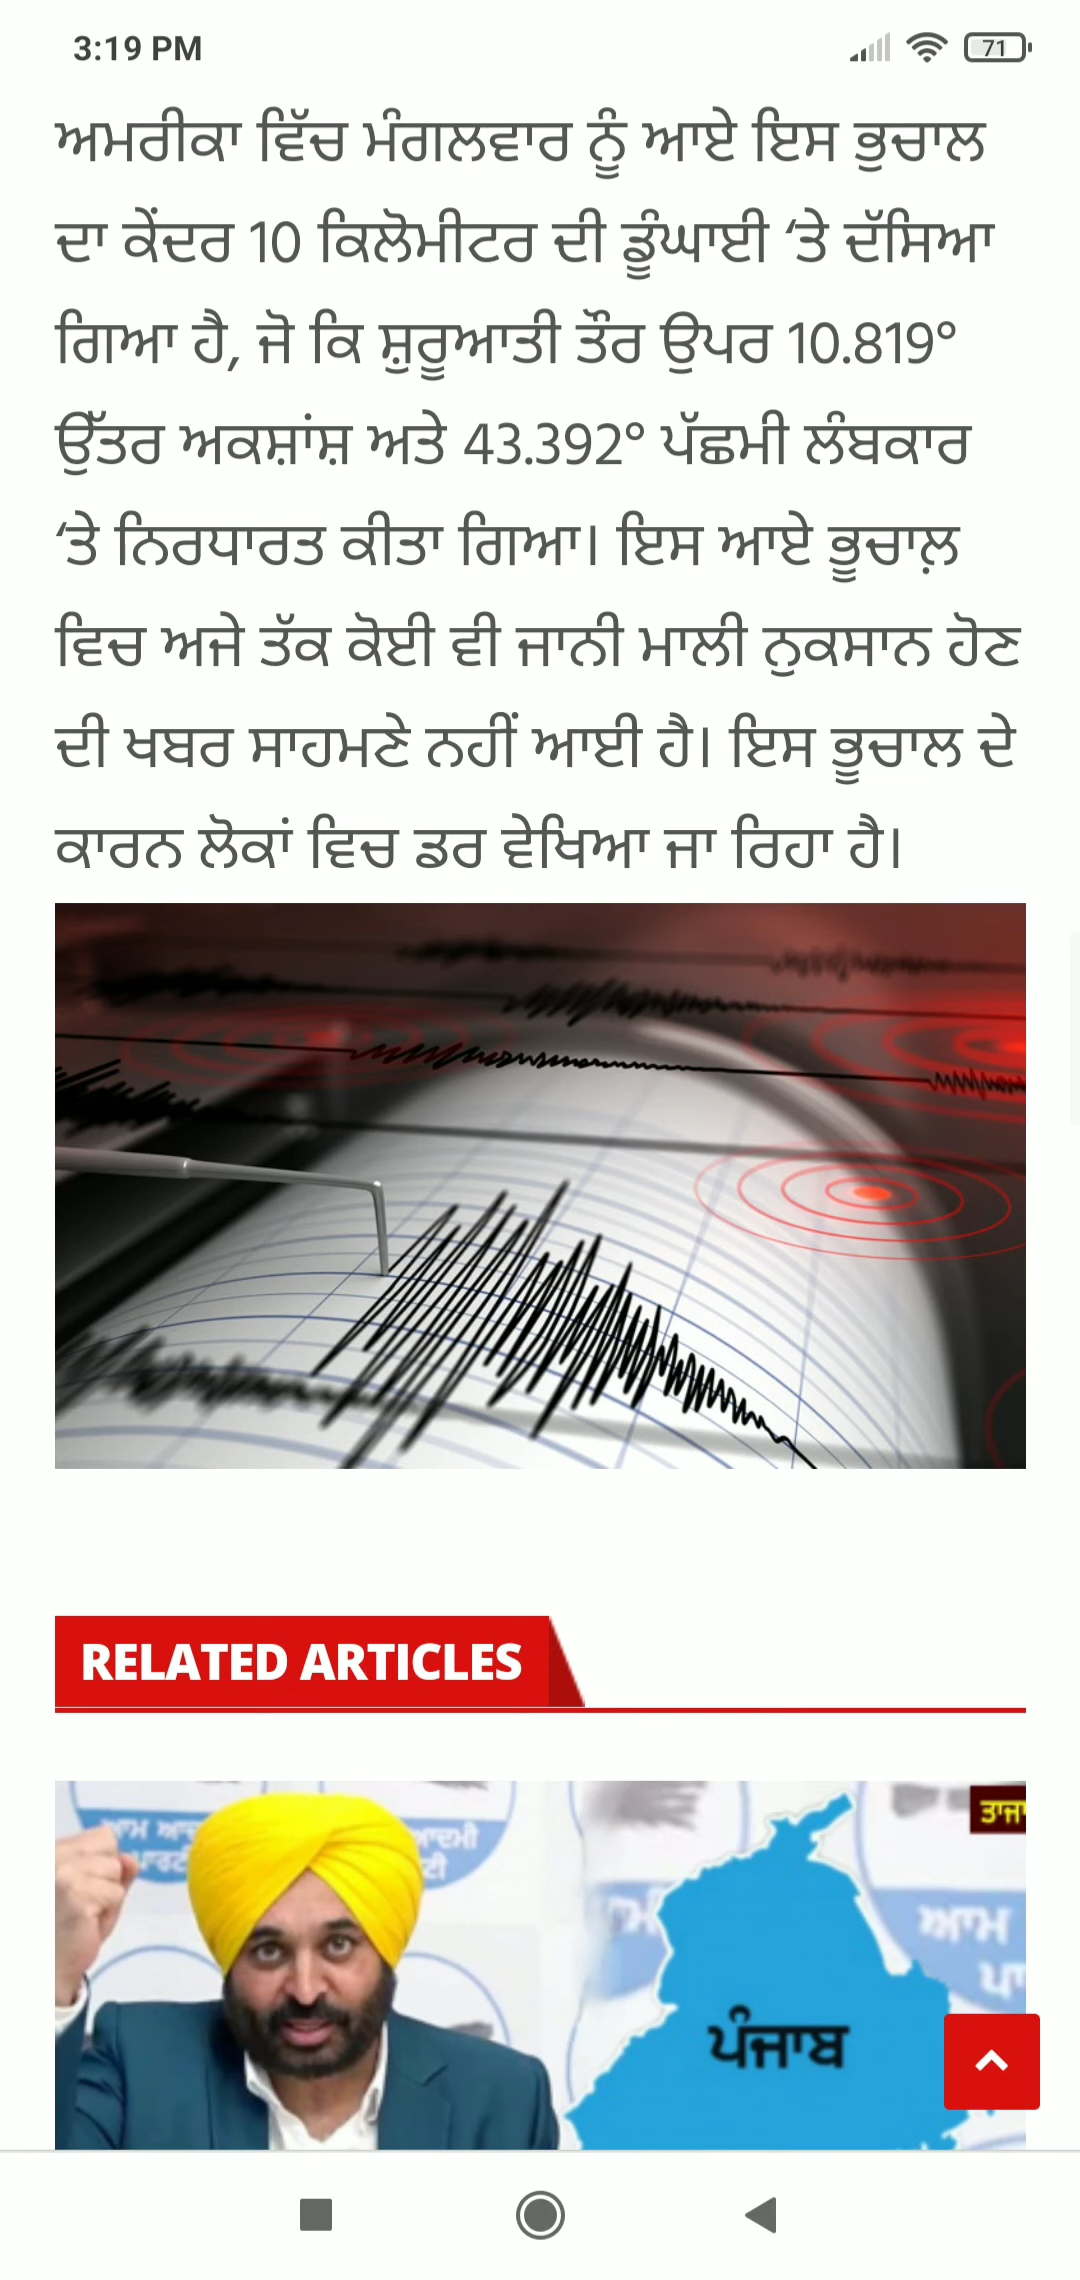 3:19 PM
71
ਅਮਰੀਕਾ ਵਿੱਚ ਮੰਗਲਵਾਰ ਨੂੰ ਆਏ ਇਸ ਭੁਚਾਲ
ਦਾ ਕੇਂਦਰ 10 ਕਿਲੋਮੀਟਰ ਦੀ ਡੂੰਘਾਈ ‘ਤੇ ਦੱਸਿਆ
ਗਿਆ ਹੈ, ਜੋ ਕਿ ਸ਼ੁਰੂਆਤੀ ਤੌਰ ਉਪਰ 10.819°
ਉੱਤਰ ਅਕਸ਼ਾਂਸ਼ ਅਤੇ 43.392° ਪੱਛਮੀ ਲੰਬਕਾਰ
‘ਤੇ ਨਿਰਧਾਰਤ ਕੀਤਾ ਗਿਆ। ਇਸ ਆਏ ਭੂਚਾਲ਼
ਵਿਚ ਅਜੇ ਤੱਕ ਕੋਈ ਵੀ ਜਾਨੀ ਮਾਲੀ ਨੁਕਸਾਨ ਹੋਣ
ਦੀ ਖਬਰ ਸਾਹਮਣੇ ਨਹੀਂ ਆਈ ਹੈ। ਇਸ ਭੂਚਾਲ ਦੇ
ਕਾਰਨ ਲੋਕਾਂ ਵਿਚ ਡਰ ਵੇਖਿਆ ਜਾ ਰਿਹਾ ਹੈ।
RELATED ARTICLES
ਆਮ
ਪੰਜਾਬ